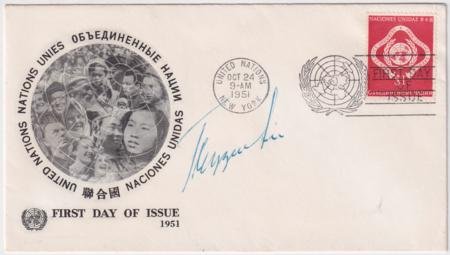 UNITED NATIONS NATIONS UNIES ОБЪЕДИНЕННЫЕ НАЦИИ
聯合國 NACIONES UNIDAS
FIRST DAY OF ISSUE
1951
UNITED NATIONS
OCT 24
9-AM
1951
NEW YORK
NACIONES UNIDAS
FIRST DAY
ISSUE